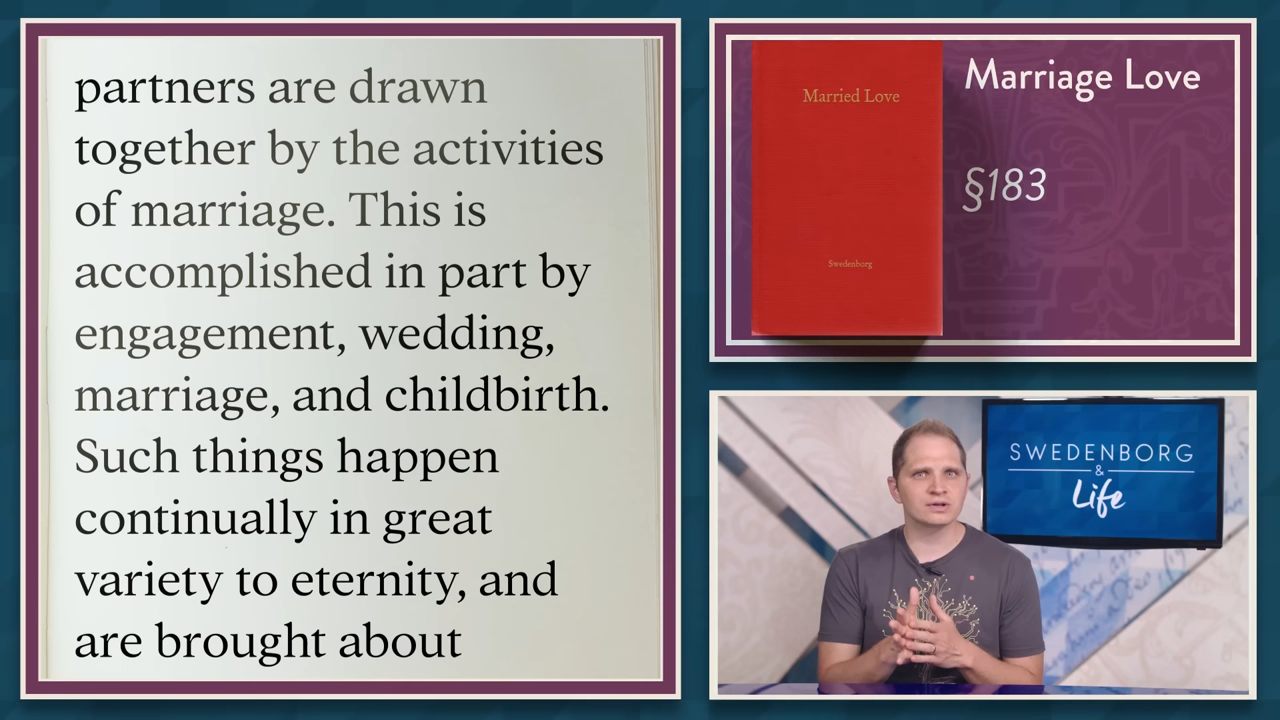 partners are drawn
together by the activities
of marriage. This is
accomplished in part by
engagement, wedding,
marriage, and childbirth.
Such things happen
continually in great
variety to eternity, and
are brought about
Married Love
Swedenborg
Marriage Love
§183
SWEDENBORG
&
Life